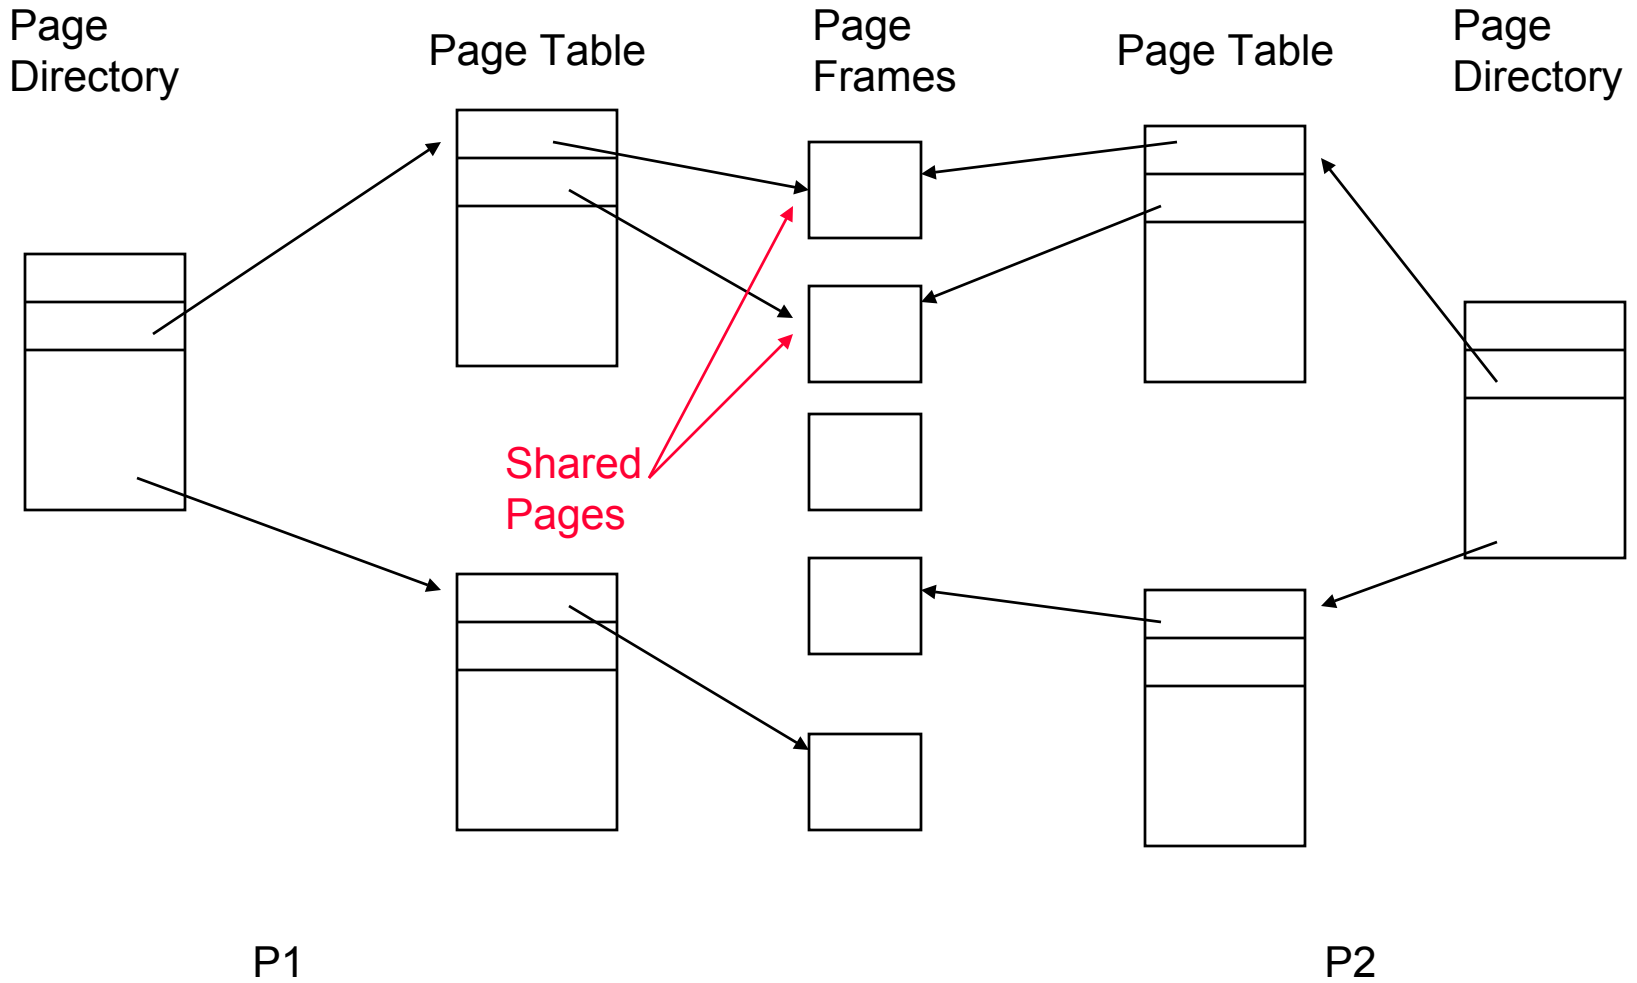 Page
Directory
Page Table
Page
Frames
Page Table
Page
Directory
Shared
Pages
P1
P2